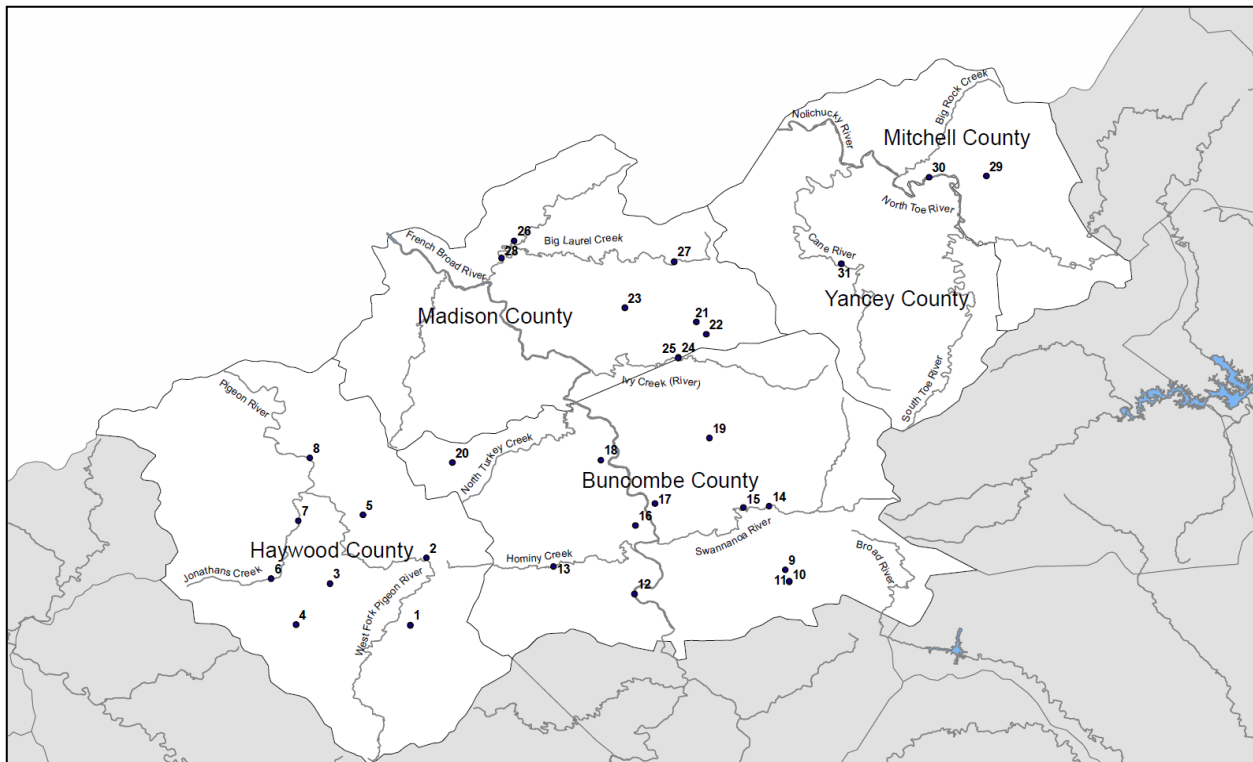 Big Rock Creek
Nolichucky River
Mitchell County
30
29
North Toe River
26
Big Laurel Creek
French Broad River
28
27
Cane River
31
Yancey County
23
Madison County
21
22
25
24
Ivy Creek (River)
South Toe River
Pigeon River
19
North Turkey Creek
20
18
8
Buncombe County
5
17
15
14
7
16
Swannanoa River
Haywood County
2
Hominy Creek
Broad River
13
9
Jonathans Creek
6
3
11
10
12
West Fork Pigeon River
4
1